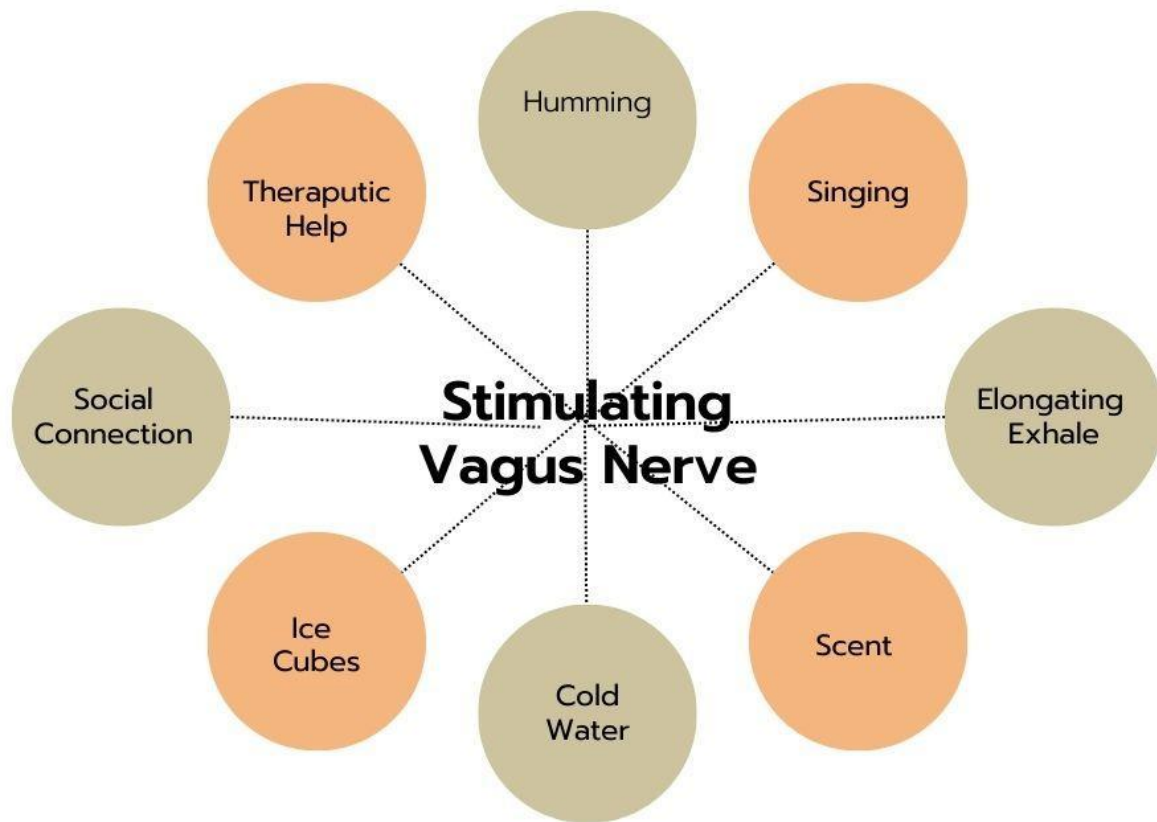 Humming
Singing
Elongating
Exhale
Scent
Cold
Water
Ice
Cubes
Social
Connection
Theraputic
Help
Stimulating
Vagus Nerve